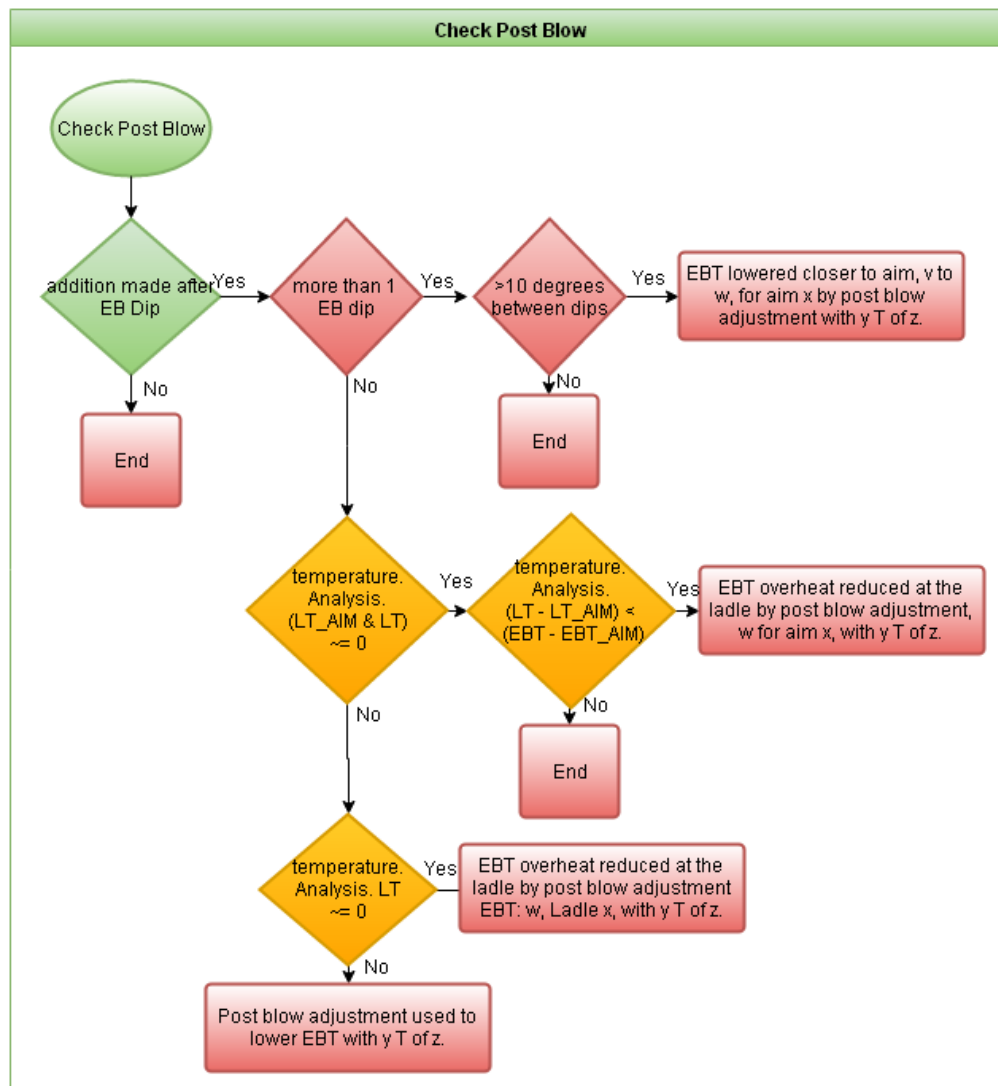 Check Post Blow
Check Post Blow
addition made after
EB Dip
Yes
more than 1
EB dip
Yes
>10 degrees
between dips
Yes
EBT lowered closer to aim, v to
w, for aim x by post blow
adjustment with y T of z.
No
End
No
No
End
temperature.
Analysis.
(LT_AIM & LT)
~= 0
Yes
temperature.
Analysis.
(LT - LT_AIM) <
(EBT - EBT_AIM)
Yes
EBT overheat reduced at the
ladle by post blow adjustment,
w for aim x, with y T of z.
No
No
End
temperature.
Analysis. LT
~= 0
Yes
EBT overheat reduced at the
ladle by post blow adjustment
EBT: w, Ladle x, with y T of z.
No
Post blow adjustment used to
lower EBT with y T of z.